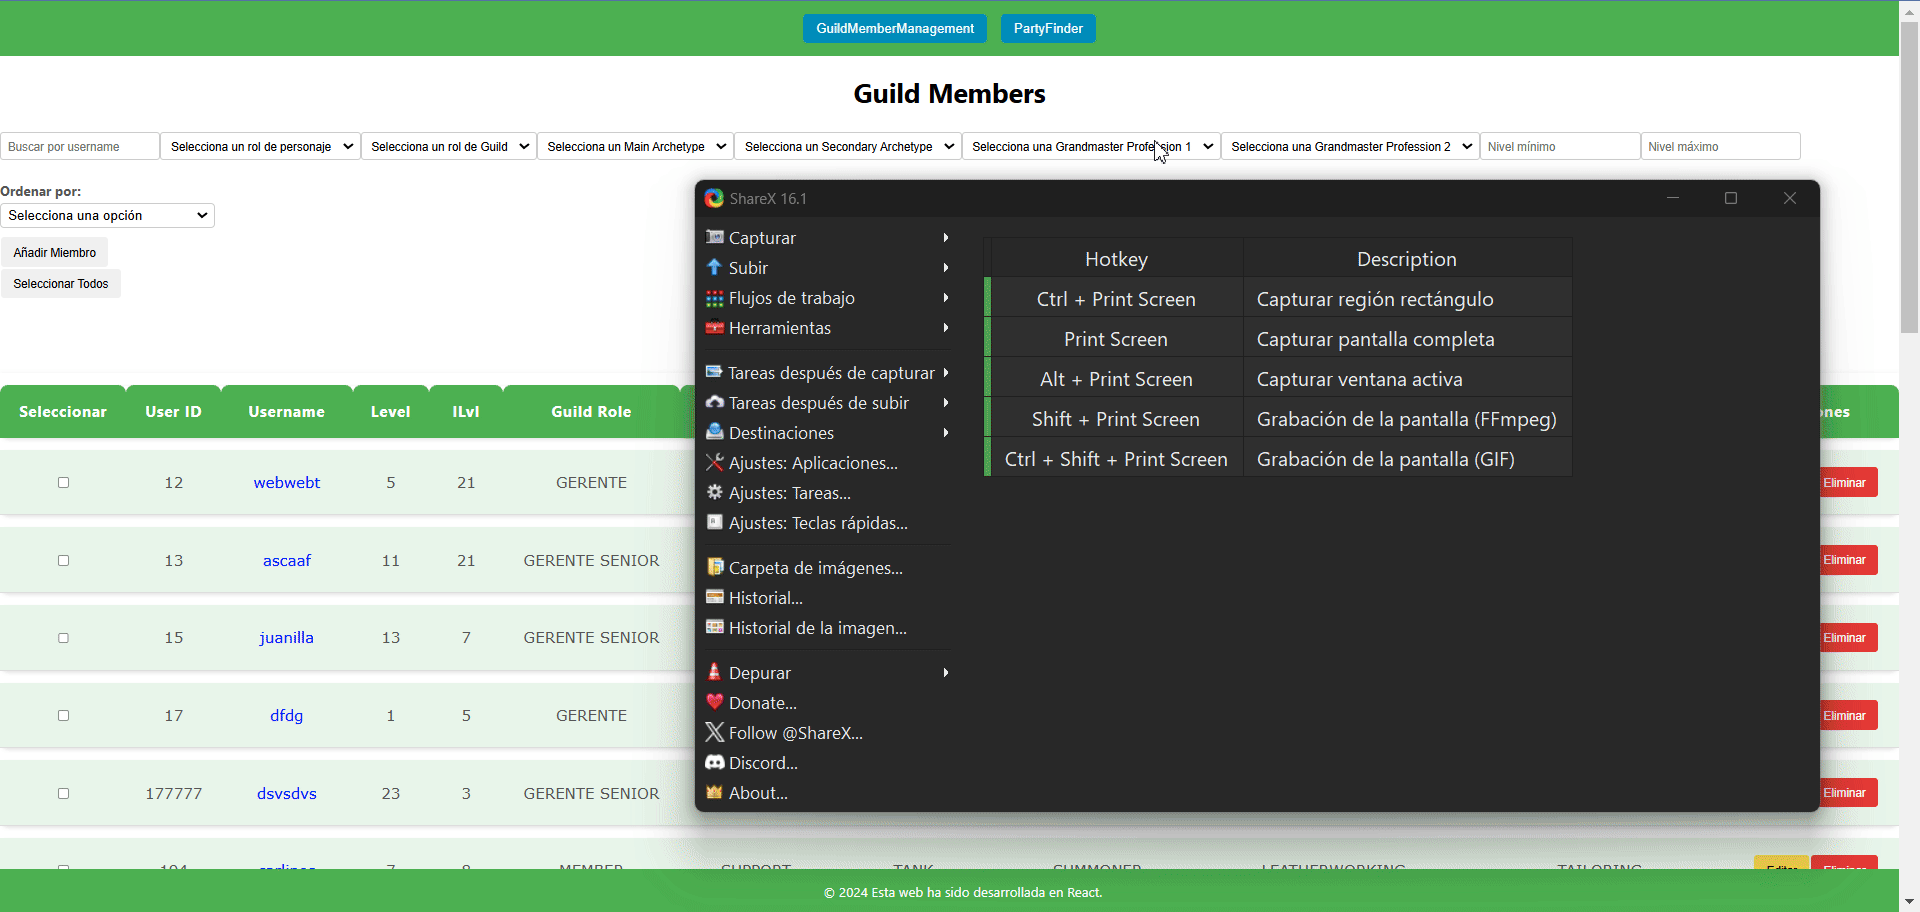 GuildMemberManagement PartyFinder
Guild Members
Buscar por username Selecciona un rol de personaje Selecciona un rol de Guild Selecciona un Main Archetype Selecciona un Secondary Archetype Selecciona una Grandmaster Profession 1 Selecciona una Grandmaster Profession 2 Nivel mínimo Nivel máximo
Ordenar por:
Selecciona una opción
Añadir Miembro
Seleccionar Todos
ShareX 16.1
Capturar
Subir
Flujos de trabajo
Herramientas
Tareas después de capturar
Tareas después de subir
Destinaciones
Ajustes: Aplicaciones...
Ajustes: Tareas...
Ajustes: Teclas rápidas...
Carpeta de imágenes...
Historial...
Historial de la imagen...
Depurar
Donate...
Follow @ShareX...
Discord...
About...
Hotkey Description
Ctrl + Print Screen Capturar región rectángulo
Print Screen Capturar pantalla completa
Alt + Print Screen Capturar ventana activa
Shift + Print Screen Grabación de la pantalla (FFmpeg)
Ctrl + Shift + Print Screen Grabación de la pantalla (GIF)
Seleccionar User ID Username Level ILvl Guild Role ones
12 webwebt 5 21 GERENTE Eliminar
13 ascaaf 11 21 GERENTE SENIOR Eliminar
15 juanilla 13 7 GERENTE SENIOR Eliminar
17 dfdg 1 5 GERENTE Eliminar
177777 dsvsdvs 23 3 GERENTE SENIOR Eliminar
MEMBER SUPPORT TANK SUMMONER LEATHERWORKING TAILORING Editar Eliminar
© 2024 Esta web ha sido desarrollada en React.